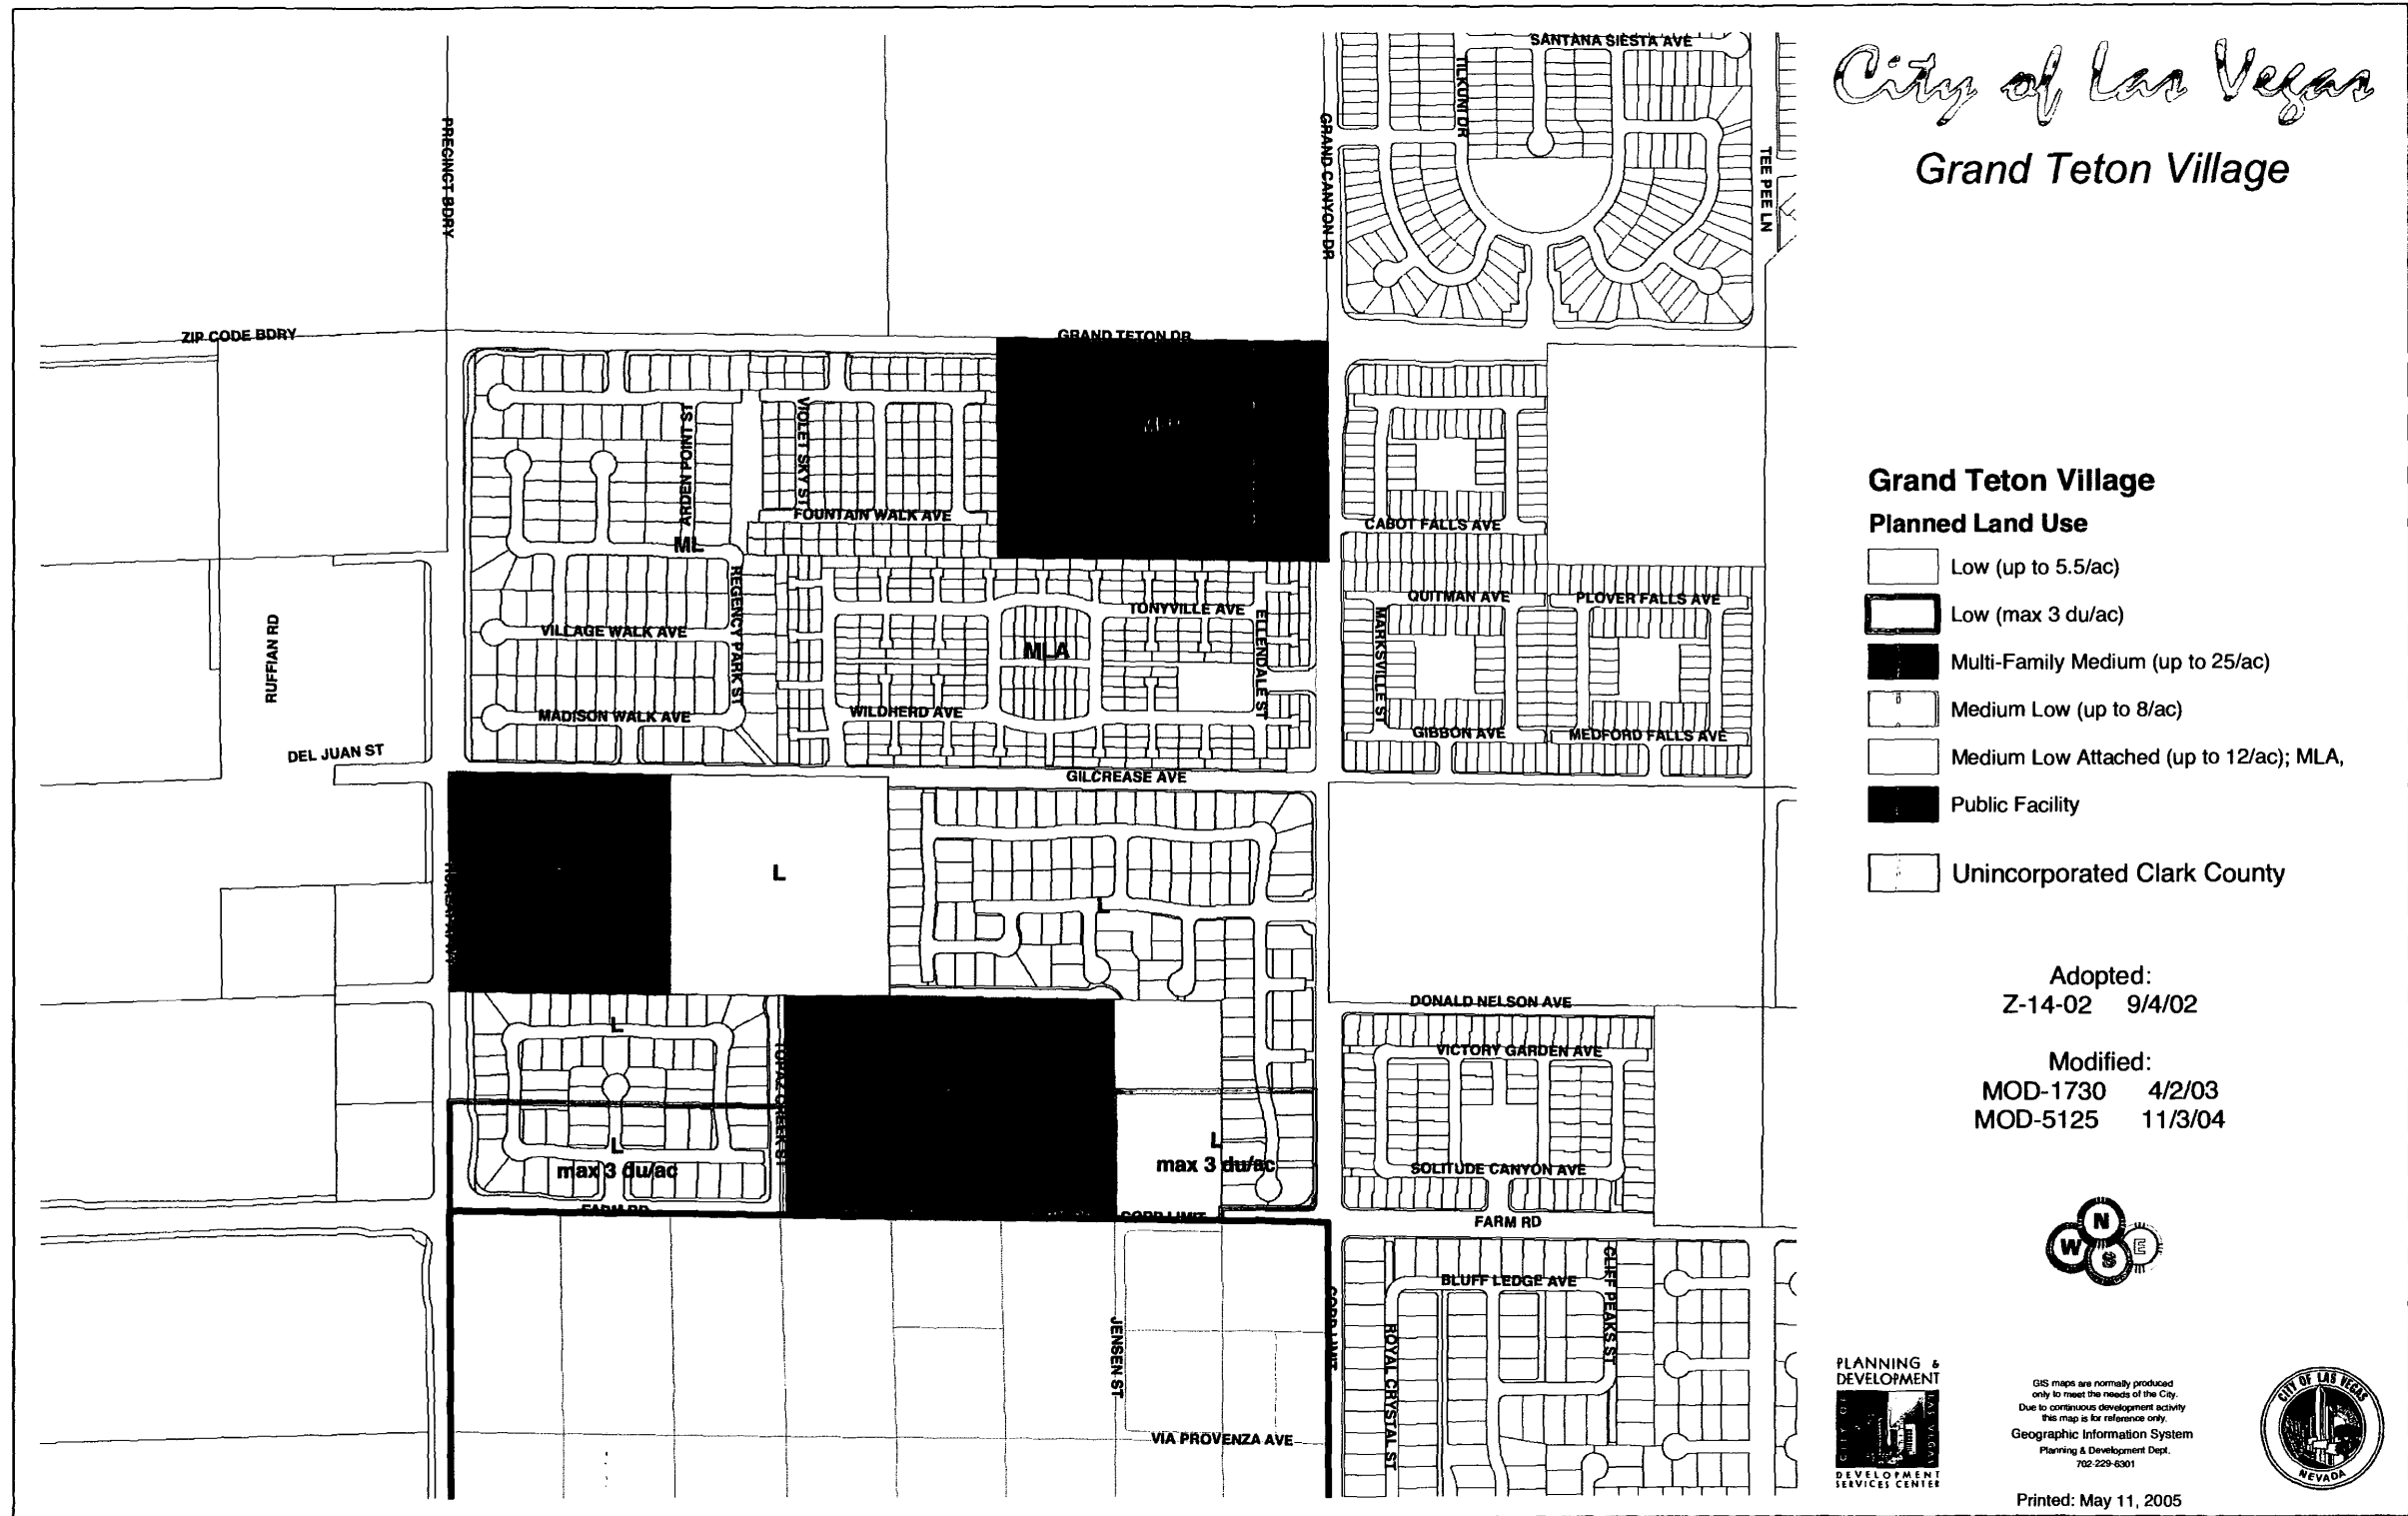 SANTANA SIESTA AVE
City of Las Vegas
Grand Teton Village
TILKUNI DR
PRECINCT BDRY
GRAND CANYON DR
TEE PEE LN
ZIP CODE BDRY
GRAND TETON DR
ARDEN POINT ST
VIOLET SKY ST
FOUNTAIN WALK AVE
CABOT FALLS AVE
ML
REGENCY PARK ST
TONYVILLE AVE
ELLENDALE ST
QUITMAN AVE
PLOVER FALLS AVE
MARKSVILLE ST
RUFFIAN RD
VILLAGE WALK AVE
MLA
MADISON WALK AVE
WILDHERD AVE
GIBBON AVE
MEDFORD FALLS AVE
DEL JUAN ST
GILCREASE AVE
L
L
DONALD NELSON AVE
L
VICTORY GARDEN AVE
TOPAZ CREEK ST
L
max 3 du/ac
L
max 3 du/ac
SOLITUDE CANYON AVE
FARM RD
CORP LIMIT
FARM RD
BLUFF LEDGE AVE
CLIFF PEAKS ST
CORP LIMIT
JENSEN ST
ROYAL CRYSTAL ST
VIA PROVENZA AVE
Grand Teton Village
Planned Land Use
Low (up to 5.5/ac)
Low (max 3 du/ac)
Multi-Family Medium (up to 25/ac)
Medium Low (up to 8/ac)
Medium Low Attached (up to 12/ac); MLA,
Public Facility
Unincorporated Clark County
Adopted:
Z-14-02 9/4/02
Modified:
MOD-1730 4/2/03
MOD-5125 11/3/04
N
W
E
S
PLANNING &
DEVELOPMENT
DEVELOPMENT
SERVICES CENTER
GIS maps are normally produced
only to meet the needs of the City.
Due to continuous development activity
this map is for reference only.
Geographic Information System
Planning & Development Dept.
702-229-6301
CITY OF LAS VEGAS
NEVADA
Printed: May 11, 2005